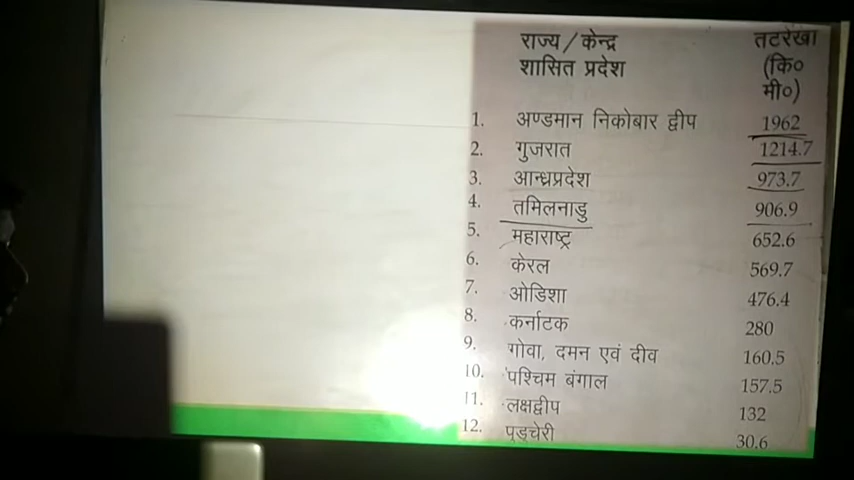 राज्य/केन्द्र तटरेखा
शासित प्रदेश (कि०
मी०)
1. अण्डमान निकोबार द्वीप 1962
2. गुजरात 1214.7
3. आन्ध्रप्रदेश 973.7
4. तमिलनाडु 906.9
5. महाराष्ट्र 652.6
6. केरल 569.7
7. ओडिशा 476.4
8. कर्नाटक 280
9. गोवा, दमन एवं दीव 160.5
10. पश्चिम बंगाल 157.5
11. लक्षद्वीप 132
12. पुड्चेरी 30.6